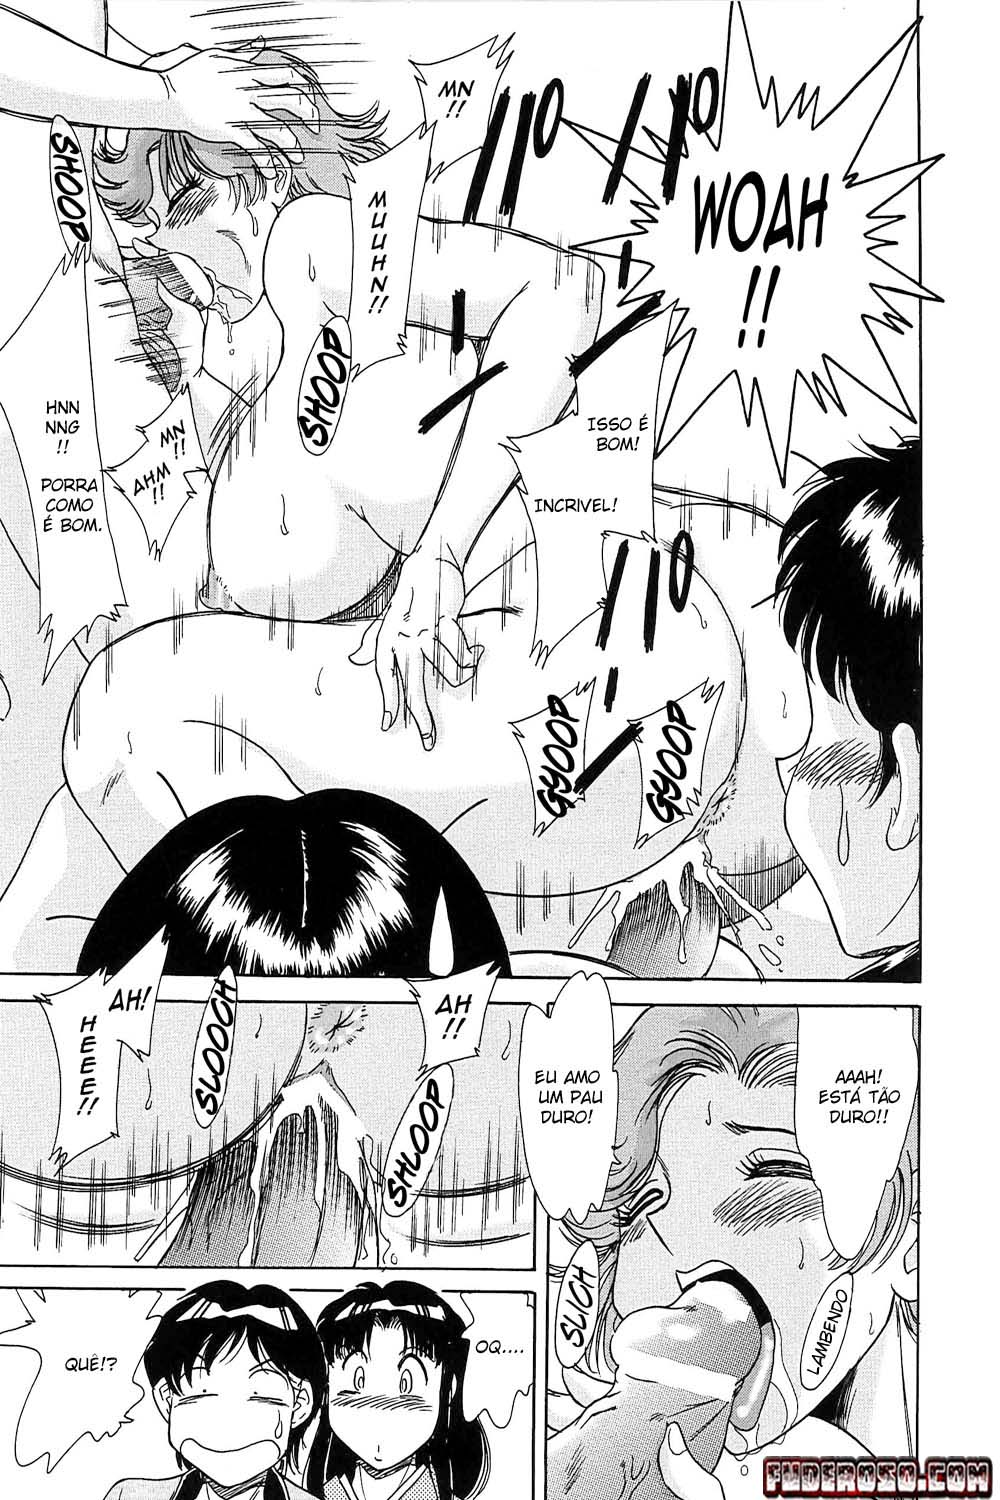 WOAH
!!
MN
!!
SHOOP
MUUHN!!
SHOOP
ISSO É
BOM!
INCRIVEL!
HNN
NNG
!!
PORRA
COMO
É BOM.
MN
!!
AHM
!!
GYOOP
GYOOP
AAAH!
ESTÁ TÃO
DURO!!
EU AMO
UM PAU
DURO!
SLICH
LAMBENDO
AH
!!
SLOOCH
SHLOOP
AH!
HEEEE!!
OQ....
QUÊ!?
FUDEROSO.COM